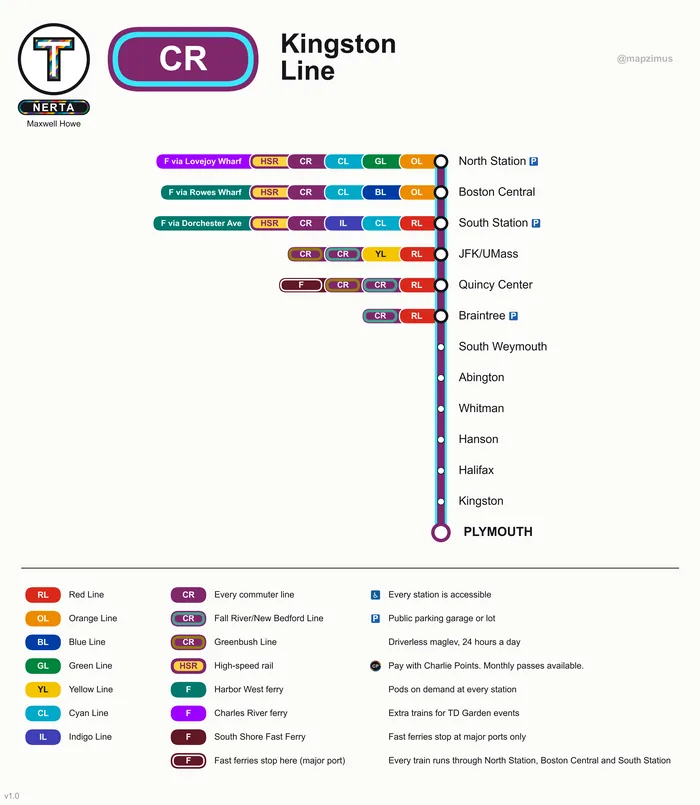 T
NERTA
Maxwell Howe
CR
Kingston
Line
@mapzimus
F via Lovejoy Wharf HSR CR CL GL OL North Station P
F via Rowes Wharf HSR CR CL BL OL Boston Central
F via Dorchester Ave HSR CR IL CL RL South Station P
CR CR YL RL JFK/UMass
F CR CR RL Quincy Center
CR RL Braintree P
South Weymouth
Abington
Whitman
Hanson
Halifax
Kingston
PLYMOUTH
RL Red Line
OL Orange Line
BL Blue Line
GL Green Line
YL Yellow Line
CL Cyan Line
IL Indigo Line
CR Every commuter line
CR Fall River/New Bedford Line
CR Greenbush Line
HSR High-speed rail
F Harbor West ferry
F Charles River ferry
F South Shore Fast Ferry
F Fast ferries stop here (major port)
Every station is accessible
P Public parking garage or lot
Driverless maglev, 24 hours a day
CP Pay with Charlie Points. Monthly passes available.
Pods on demand at every station
Extra trains for TD Garden events
Fast ferries stop at major ports only
Every train runs through North Station, Boston Central and South Station
v1.0